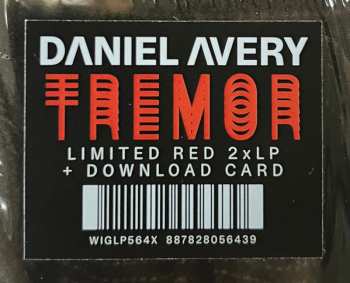 DANIEL AVERY
TREMOR
LIMITED RED 2xLP
+ DOWNLOAD CARD
WIGLP564X 887828056439